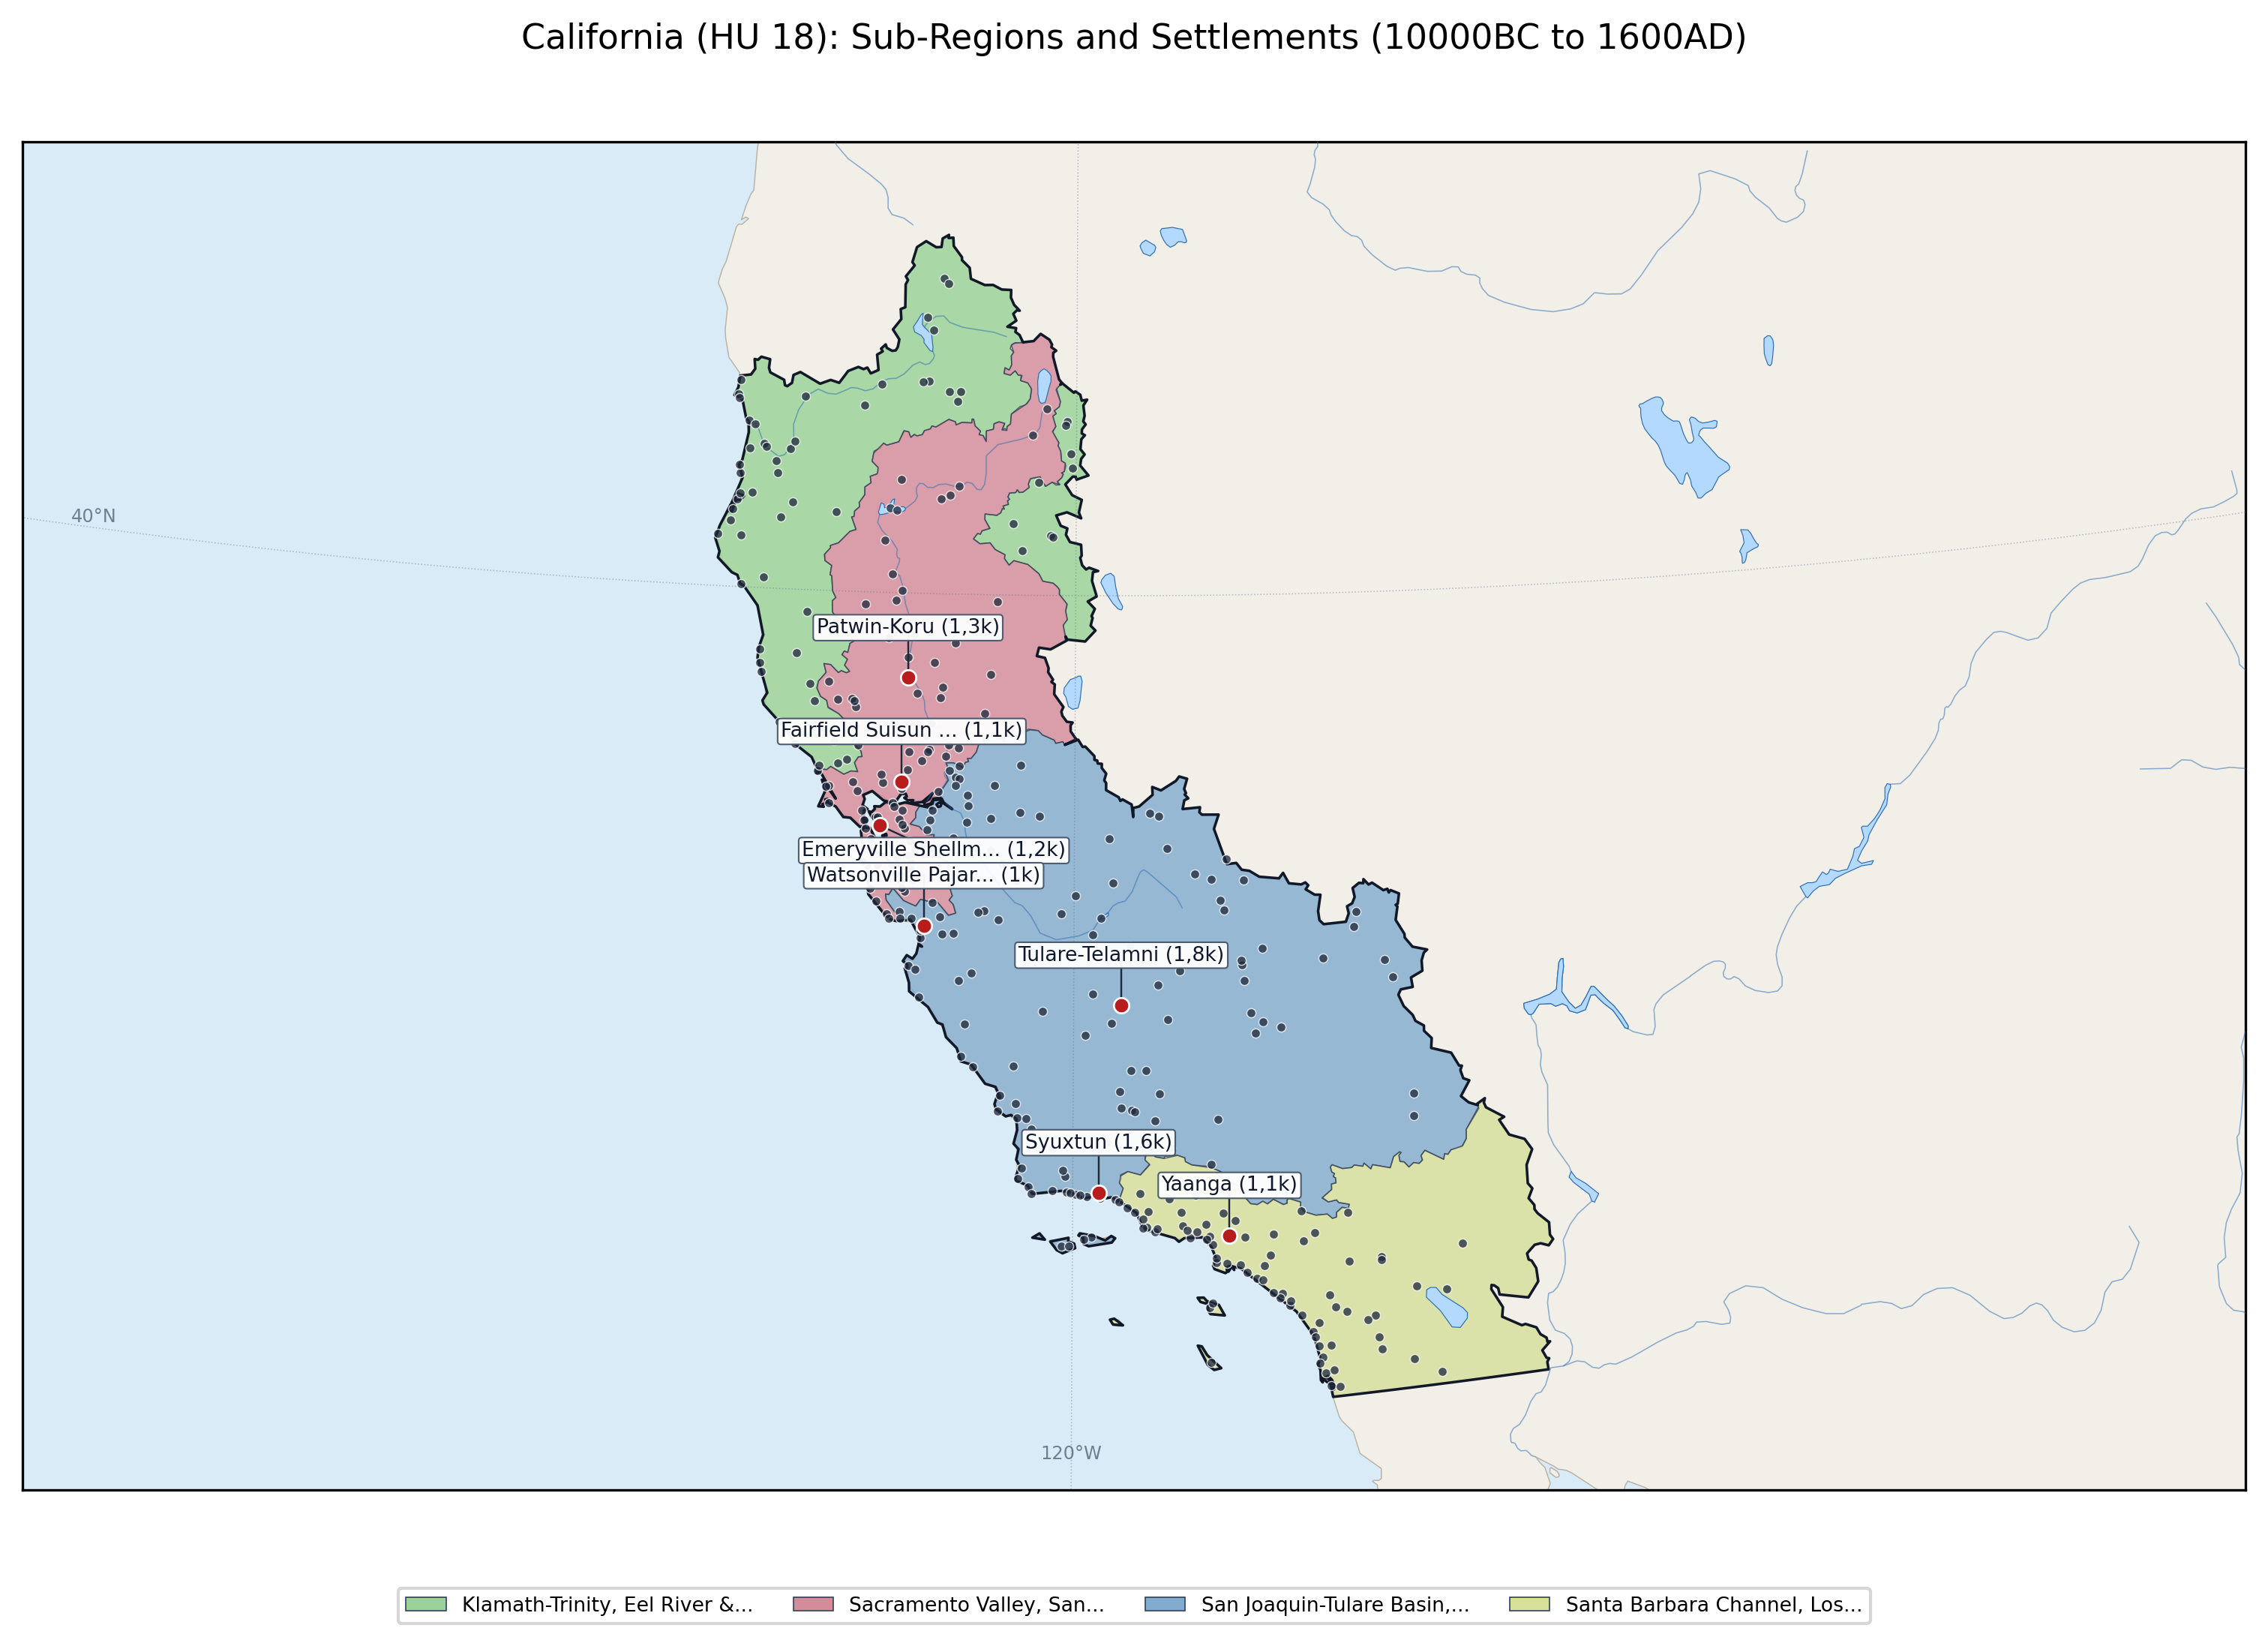 California (HU 18): Sub-Regions and Settlements (10000BC to 1600AD)
40°N
Patwin-Koru (1,3k)
Fairfield Suisun ... (1,1k)
Emeryville Shellm... (1,2k)
Watsonville Pajar... (1k)
Tulare-Telamni (1,8k)
Syuxtun (1,6k)
Yaanga (1,1k)
120°W
Klamath-Trinity, Eel River &...
Sacramento Valley, San...
San Joaquin-Tulare Basin,...
Santa Barbara Channel, Los...